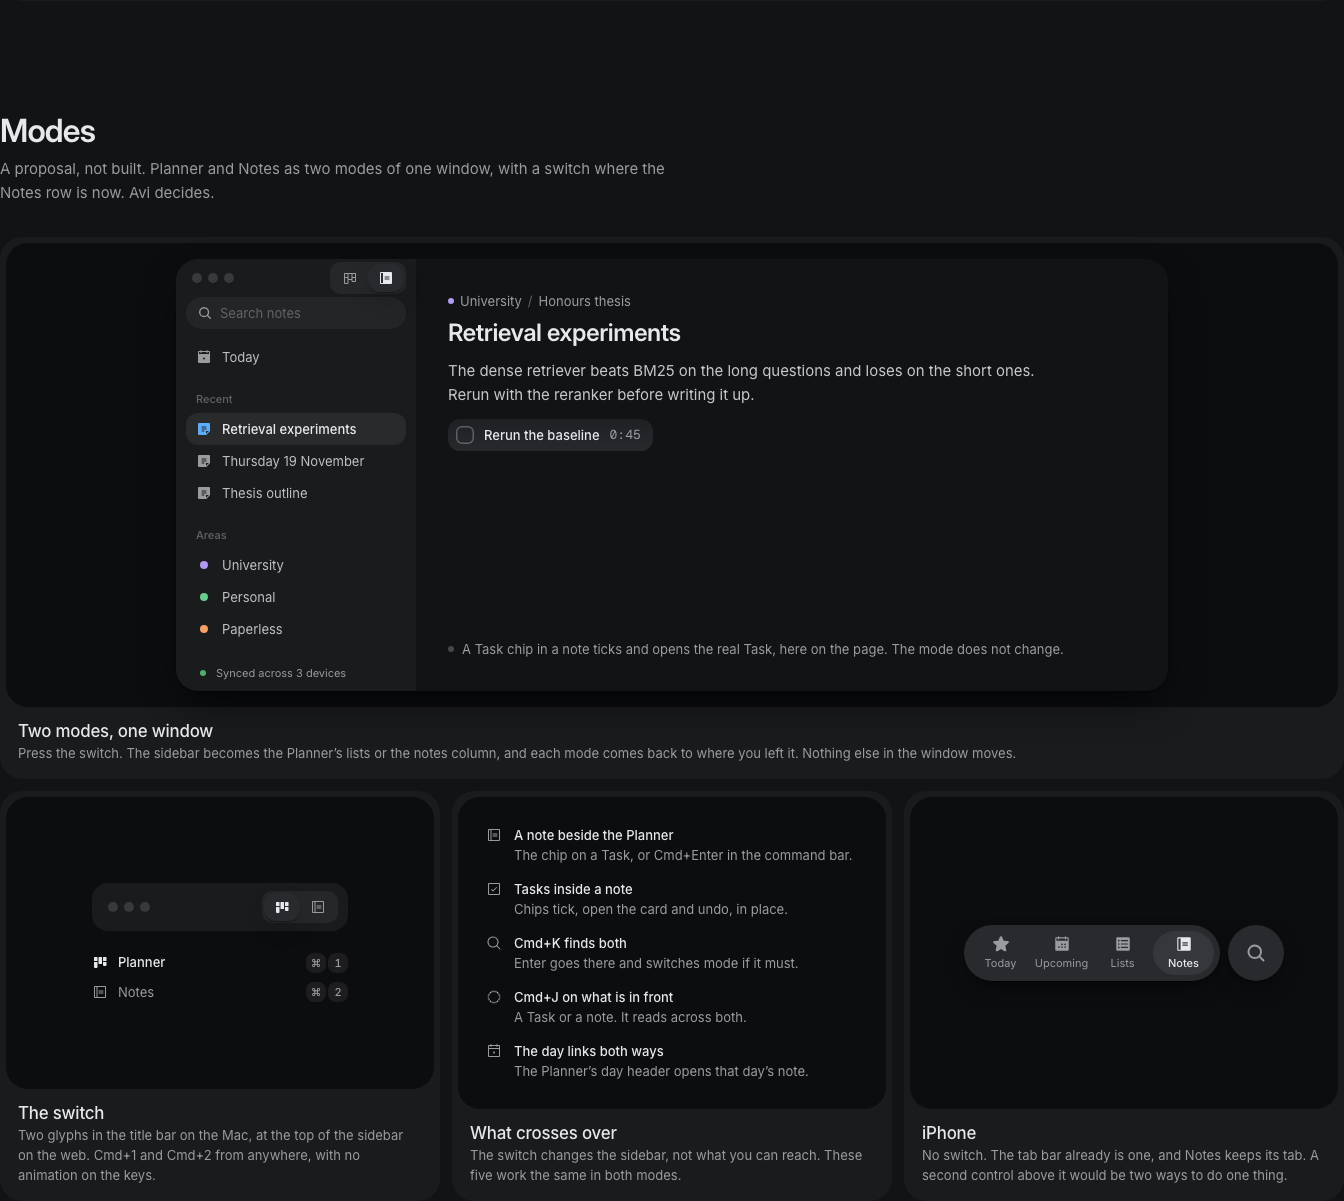 Modes
A proposal, not built. Planner and Notes as two modes of one window, with a switch where the
Notes row is now. Avi decides.
Search notes
Today
Recent
Retrieval experiments
Thursday 19 November
Thesis outline
Areas
University
Personal
Paperless
Synced across 3 devices
University / Honours thesis
Retrieval experiments
The dense retriever beats BM25 on the long questions and loses on the short ones.
Rerun with the reranker before writing it up.
Rerun the baseline 0:45
A Task chip in a note ticks and opens the real Task, here on the page. The mode does not change.
Two modes, one window
Press the switch. The sidebar becomes the Planner’s lists or the notes column, and each mode comes back to where you left it. Nothing else in the window moves.
Planner ⌘ 1
Notes ⌘ 2
The switch
Two glyphs in the title bar on the Mac, at the top of the sidebar
on the web. Cmd+1 and Cmd+2 from anywhere, with no
animation on the keys.
A note beside the Planner
The chip on a Task, or Cmd+Enter in the command bar.
Tasks inside a note
Chips tick, open the card and undo, in place.
Cmd+K finds both
Enter goes there and switches mode if it must.
Cmd+J on what is in front
A Task or a note. It reads across both.
The day links both ways
The Planner’s day header opens that day’s note.
What crosses over
The switch changes the sidebar, not what you can reach. These
five work the same in both modes.
Today
Upcoming
Lists
Notes
iPhone
No switch. The tab bar already is one, and Notes keeps its tab. A
second control above it would be two ways to do one thing.